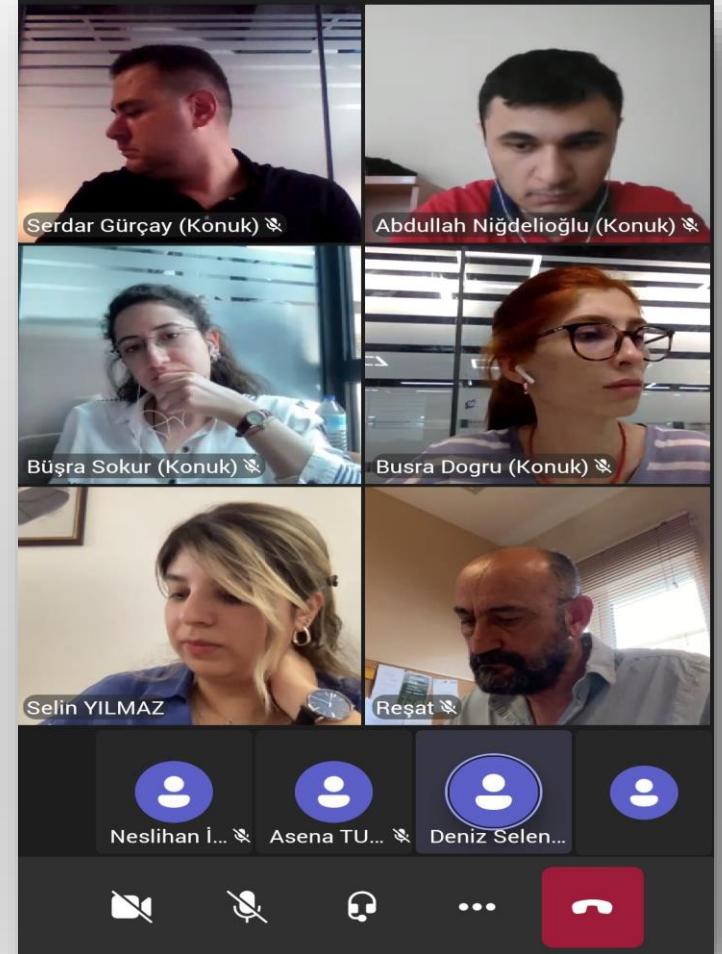 Serdar Gürçay (Konuk)
Abdullah Niğdelioğlu (Konuk)
Büşra Sokur (Konuk)
Busra Dogru (Konuk)
Selin YILMAZ
Reşat
Neslihan İ...
Asena TU...
Deniz Selen...